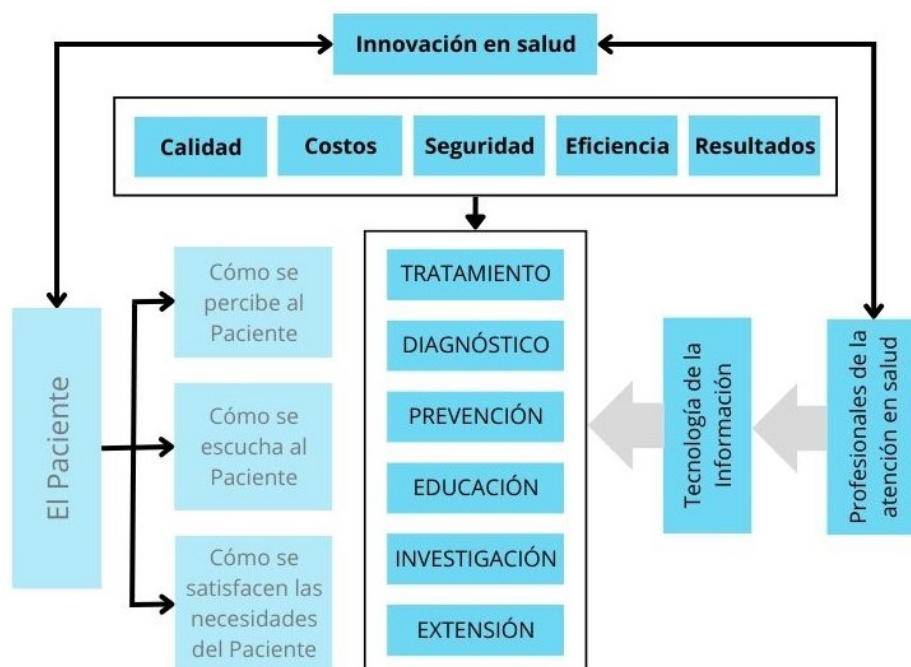 Innovación en salud
Calidad
Costos
Seguridad
Eficiencia
Resultados
El Paciente
Cómo se
percibe al
Paciente
Cómo se
escucha al
Paciente
Cómo se
satisfacen las
necesidades
del Paciente
TRATAMIENTO
DIAGNÓSTICO
PREVENCIÓN
EDUCACIÓN
INVESTIGACIÓN
EXTENSIÓN
Tecnología de la
Información
Profesionales de la
atención en salud